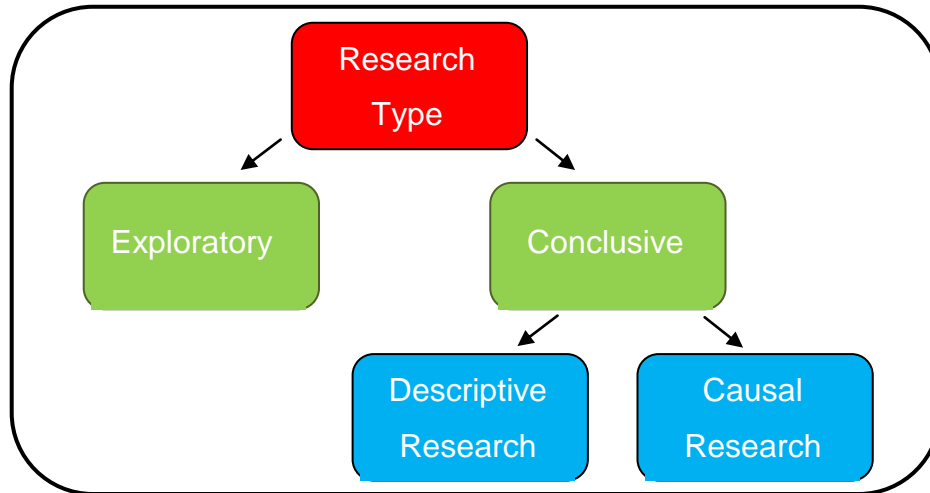 Research
Type
Exploratory
Conclusive
Descriptive
Research
Causal
Research